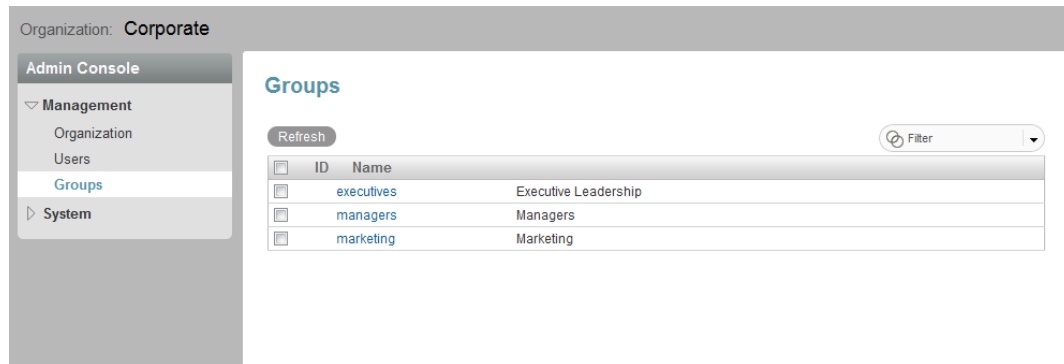 Organization: Corporate
Admin Console
Management
Organization
Users
Groups
System
Groups
Refresh
Filter
ID Name
executives Executive Leadership
managers Managers
marketing Marketing